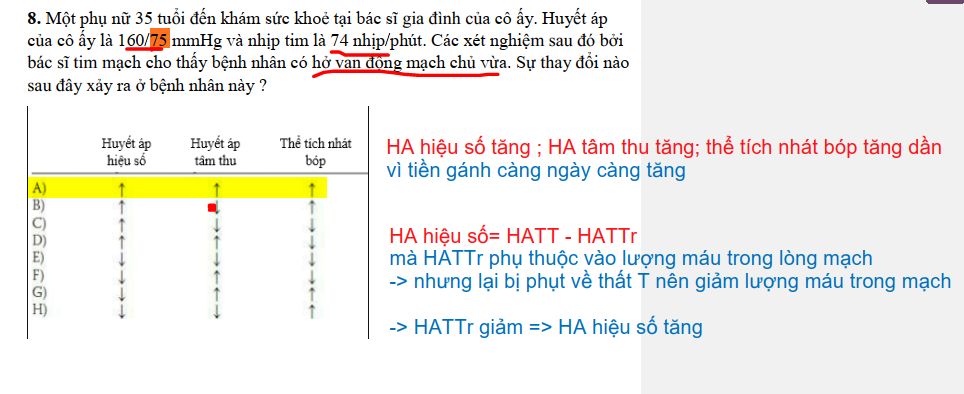 8. Một phụ nữ 35 tuổi đến khám sức khoẻ tại bác sĩ gia đình của cô ấy. Huyết áp
của cô ấy là 160/75 mmHg và nhịp tim là 74 nhịp/phút. Các xét nghiệm sau đó bởi
bác sĩ tim mạch cho thấy bệnh nhân có hở van động mạch chủ vừa. Sự thay đổi nào
sau đây xảy ra ở bệnh nhân này ?
Huyết áp hiệu số Huyết áp tâm thu Thể tích nhát bóp
A) ↑ ↑ ↑
B) ↑ ↓ ↑
C) ↑ ↓ ↓
D) ↑ ↑ ↓
E) ↓ ↓ ↓
F) ↓ ↑ ↓
G) ↓ ↑ ↑
H) ↓ ↓ ↑
HA hiệu số tăng ; HA tâm thu tăng; thể tích nhát bóp tăng dần
vì tiền gánh càng ngày càng tăng
HA hiệu số= HATT - HATTr
mà HATTr phụ thuộc vào lượng máu trong lòng mạch
-> nhưng lại bị phụt về thất T nên giảm lượng máu trong mạch
-> HATTr giảm => HA hiệu số tăng